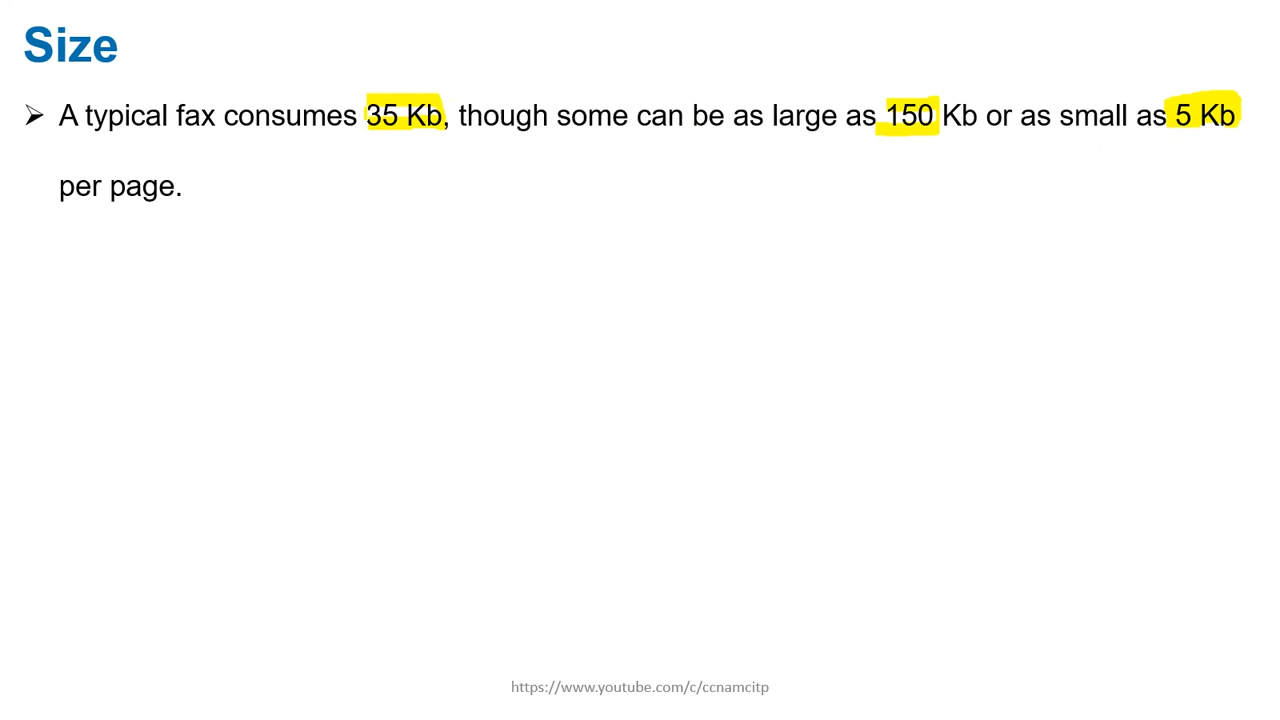 Size
➢ A typical fax consumes 35 Kb, though some can be as large as 150 Kb or as small as 5 Kb
per page.
https://www.youtube.com/c/ccnamcitp